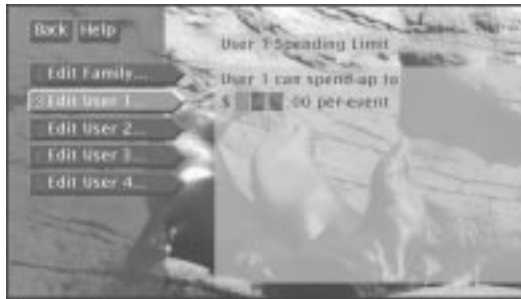 Back Help
User 1 Spending Limit
Edit Family...
User 1 can spend up to
2 Edit User 1...
$ .00 per event
Edit User 2...
Edit User 3...
Edit User 4...